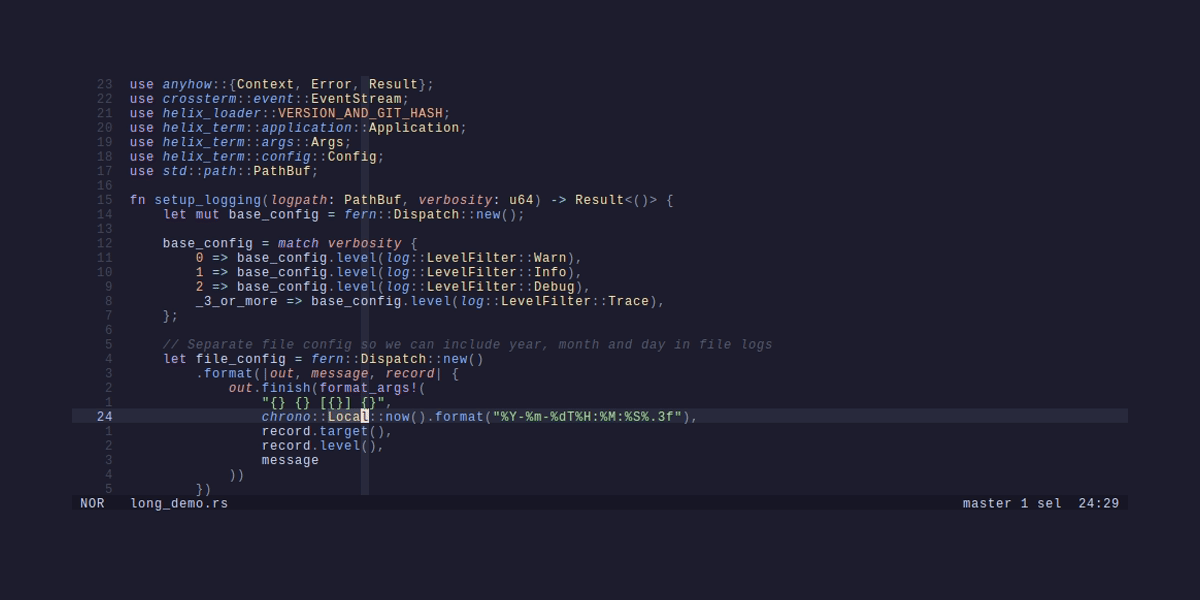 23 use anyhow::{Context, Error, Result};
22 use crossterm::event::EventStream;
21 use helix_loader::VERSION_AND_GIT_HASH;
20 use helix_term::application::Application;
19 use helix_term::args::Args;
18 use helix_term::config::Config;
17 use std::path::PathBuf;
16
15 fn setup_logging(logpath: PathBuf, verbosity: u64) -> Result<()> {
14     let mut base_config = fern::Dispatch::new();
13
12     base_config = match verbosity {
11         0 => base_config.level(log::LevelFilter::Warn),
10         1 => base_config.level(log::LevelFilter::Info),
9         2 => base_config.level(log::LevelFilter::Debug),
8         _3_or_more => base_config.level(log::LevelFilter::Trace),
7     };
6
5     // Separate file config so we can include year, month and day in file logs
4     let file_config = fern::Dispatch::new()
3         .format(|out, message, record| {
2             out.finish(format_args!(
1                 "{} {} [{}] {}",
24                 chrono::Local::now().format("%Y-%m-%dT%H:%M:%S%.3f"),
1                 record.target(),
2                 record.level(),
3                 message
4             ))
5         })
NOR   long_demo.rs   master 1 sel  24:29